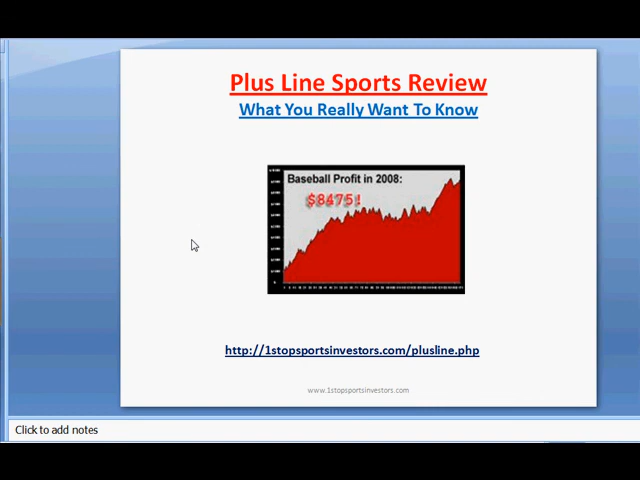 Plus Line Sports Review
What You Really Want To Know
Baseball Profit in 2008:
$8475!
http://1stopsportsinvestors.com/plusline.php
www.1stopsportsinvestors.com
Click to add notes